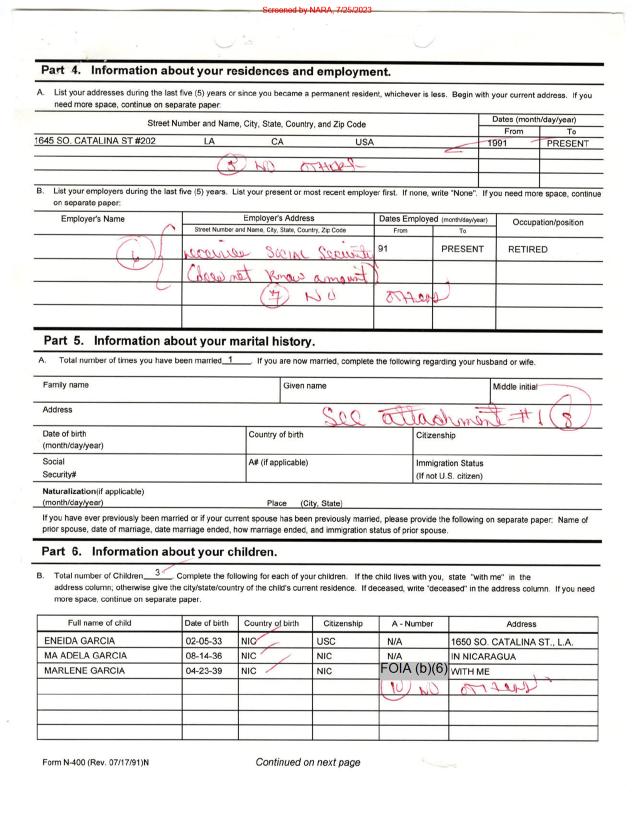 Screened by NARA, 7/25/2023
Part 4. Information about your residences and employment.
A. List your addresses during the last five (5) years or since you became a permanent resident, whichever is less. Begin with your current address. If you
need more space, continue on separate paper:
Street Number and Name, City, State, Country, and Zip Code
Dates (month/day/year)
From To
1645 SO. CATALINA ST #202 LA CA USA 1991 PRESENT
5 NO OTHER
B. List your employers during the last five (5) years. List your present or most recent employer first. If none, write "None". If you need more space, continue
on separate paper:
Employer's Name Employer's Address Dates Employed (month/day/year) Occupation/position
Street Number and Name, City, State, Country, Zip Code From To
6 receives Social Security 91 PRESENT RETIRED
(does not know amount)
7 NO others
Part 5. Information about your marital history.
A. Total number of times you have been married 1 . If you are now married, complete the following regarding your husband or wife.
Family name Given name Middle initial
Address
See attachment #1 8
Date of birth Country of birth Citizenship
(month/day/year)
Social A# (if applicable) Immigration Status
Security# (If not U.S. citizen)
Naturalization(if applicable)
(month/day/year) Place (City, State)
If you have ever previously been married or if your current spouse has been previously married, please provide the following on separate paper: Name of
prior spouse, date of marriage, date marriage ended, how marriage ended, and immigration status of prior spouse.
Part 6. Information about your children.
B. Total number of Children 3 . Complete the following for each of your children. If the child lives with you, state "with me" in the
address column; otherwise give the city/state/country of the child's current residence. If deceased, write "deceased" in the address column. If you need
more space, continue on separate paper.
Full name of child Date of birth Country of birth Citizenship A - Number Address
ENEIDA GARCIA 02-05-33 NIC USC N/A 1650 SO. CATALINA ST., L.A.
MA ADELA GARCIA 08-14-36 NIC NIC N/A IN NICARAGUA
MARLENE GARCIA 04-23-39 NIC NIC FOIA (b)(6) WITH ME
10 NO others
Form N-400 (Rev. 07/17/91)N Continued on next page